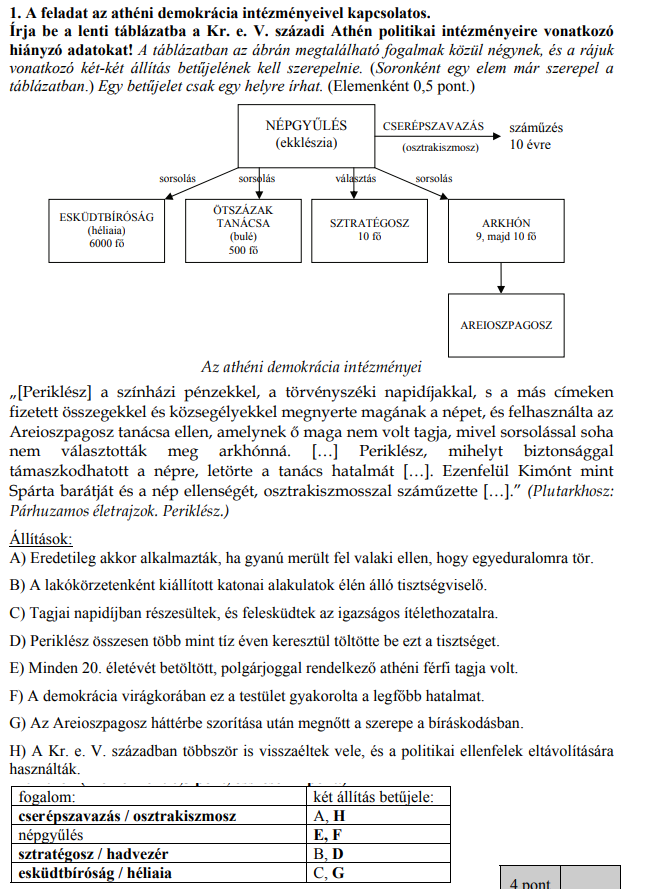 1. A feladat az athéni demokrácia intézményeivel kapcsolatos.
Írja be a lenti táblázatba a Kr. e. V. századi Athén politikai intézményeire vonatkozó
hiányzó adatokat! A táblázatban az ábrán megtalálható fogalmak közül négynek, és a rájuk
vonatkozó két-két állítás betűjelének kell szerepelnie. (Soronként egy elem már szerepel a
táblázatban.) Egy betűjelet csak egy helyre írhat. (Elemenként 0,5 pont.)
NÉPGYŰLÉS
(ekklészia)
CSERÉPSZAVAZÁS
(osztrakiszmosz)
száműzés
10 évre
sorsolás
sorsolás
választás
sorsolás
ESKÜDTBÍRÓSÁG
(héliaia)
6000 fő
ÖTSZÁZAK
TANÁCSA
(bulé)
500 fő
SZTRATÉGOSZ
10 fő
ARKHÓN
9, majd 10 fő
AREIOSZPAGOSZ
Az athéni demokrácia intézményei
„[Periklész] a színházi pénzekkel, a törvényszéki napidíjakkal, s a más címeken
fizetett összegekkel és községélyekkel megnyerte magának a népet, és felhasználta az
Areioszpagosz tanácsa ellen, amelynek ő maga nem volt tagja, mivel sorsolással soha
nem választották meg arkhónná. […] Periklész, mihelyt biztonsággal
támaszkodhatott a népre, letörte a tanács hatalmát […]. Ezenfelül Kimónt mint
Spárta barátját és a nép ellenségét, osztrakiszmosszal száműzette […].” (Plutarkhosz:
Párhuzamos életrajzok. Periklész.)
Állítások:
A) Eredetileg akkor alkalmazták, ha gyanú merült fel valaki ellen, hogy egyeduralomra tör.
B) A lakókörzetenként kiállított katonai alakulatok élén álló tisztségviselő.
C) Tagjai napidíjban részesültek, és felesküdtek az igazságos ítélethozatalra.
D) Periklész összesen több mint tíz éven keresztül töltötte be ezt a tisztséget.
E) Minden 20. életévét betöltött, polgárjoggal rendelkező athéni férfi tagja volt.
F) A demokrácia virágkorában ez a testület gyakorolta a legfőbb hatalmat.
G) Az Areioszpagosz háttérbe szorítása után megnőtt a szerepe a bíráskodásban.
H) A Kr. e. V. században többször is visszaéltek vele, és a politikai ellenfelek eltávolítására
használták.
fogalom: két állítás betűjele:
cserépszavazás / osztrakiszmosz A, H
népgyűlés E, F
sztratégosz / hadvezér B, D
esküdtbíróság / héliaia C, G
4 pont